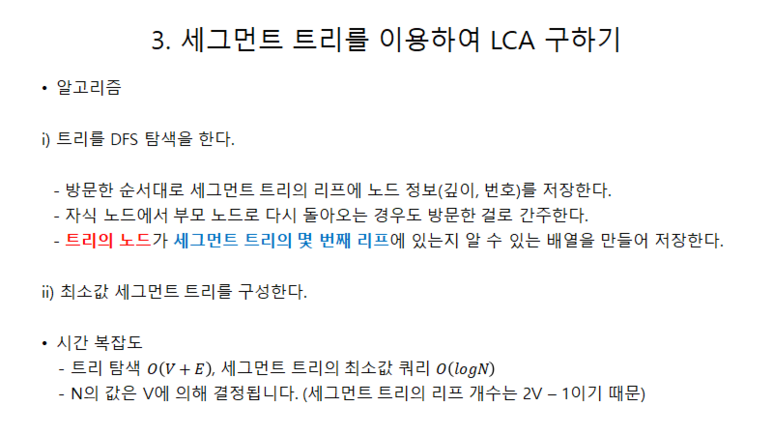 3. 세그먼트 트리를 이용하여 LCA 구하기
• 알고리즘
i) 트리를 DFS 탐색을 한다.
- 방문한 순서대로 세그먼트 트리의 리프에 노드 정보(깊이, 번호)를 저장한다.
- 자식 노드에서 부모 노드로 다시 돌아오는 경우도 방문한 걸로 간주한다.
- 트리의 노드가 세그먼트 트리의 몇 번째 리프에 있는지 알 수 있는 배열을 만들어 저장한다.
ii) 최소값 세그먼트 트리를 구성한다.
• 시간 복잡도
- 트리 탐색 O(V + E), 세그먼트 트리의 최소값 쿼리 O(logN)
- N의 값은 V에 의해 결정됩니다. (세그먼트 트리의 리프 개수는 2V – 1이기 때문)